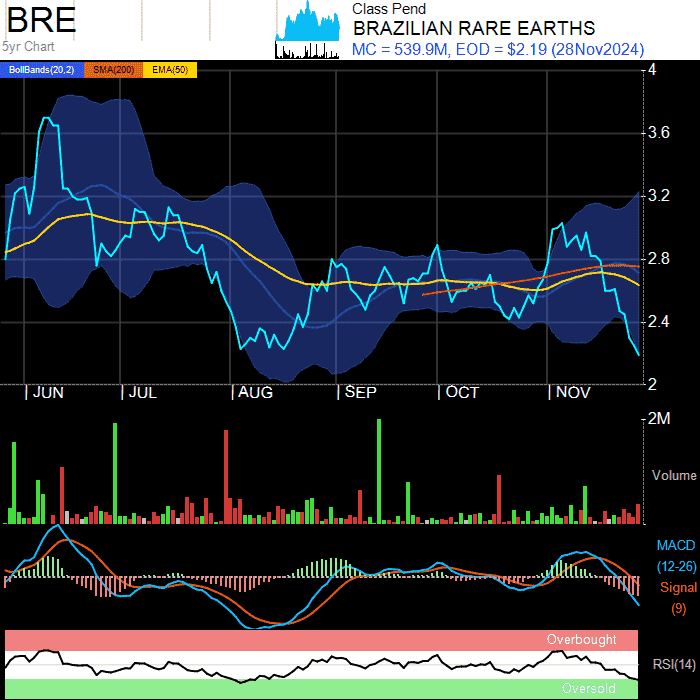 BRE
5yr Chart
Class Pend
BRAZILIAN RARE EARTHS
MC = 539.9M, EOD = $2.19 (28Nov2024)
BollBands(20,2) SMA(200) EMA(50)
4
3.6
3.2
2.8
2.4
2
JUN JUL AUG SEP OCT NOV
2M
Volume
MACD
(12-26)
Signal
(9)
Overbought
RSI(14)
Oversold